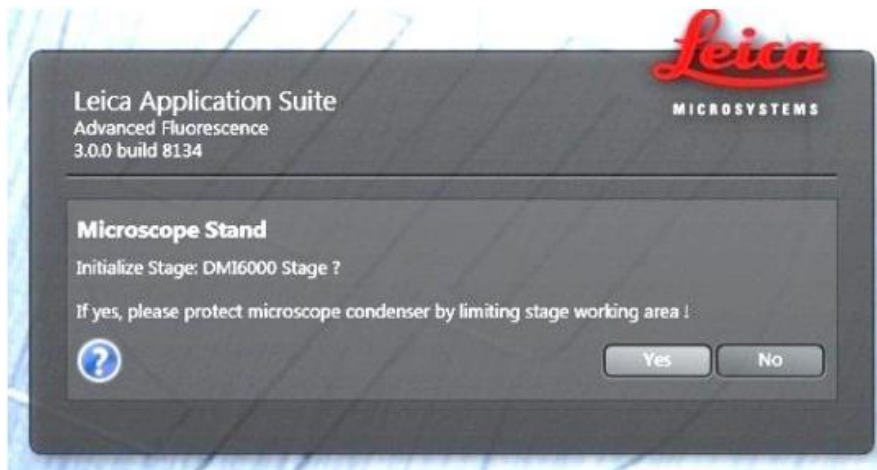 Leica
MICROSYSTEMS
Leica Application Suite
Advanced Fluorescence
3.0.0 build 8134
Microscope Stand
Initialize Stage: DMI6000 Stage ?
If yes, please protect microscope condenser by limiting stage working area !
?
Yes
No